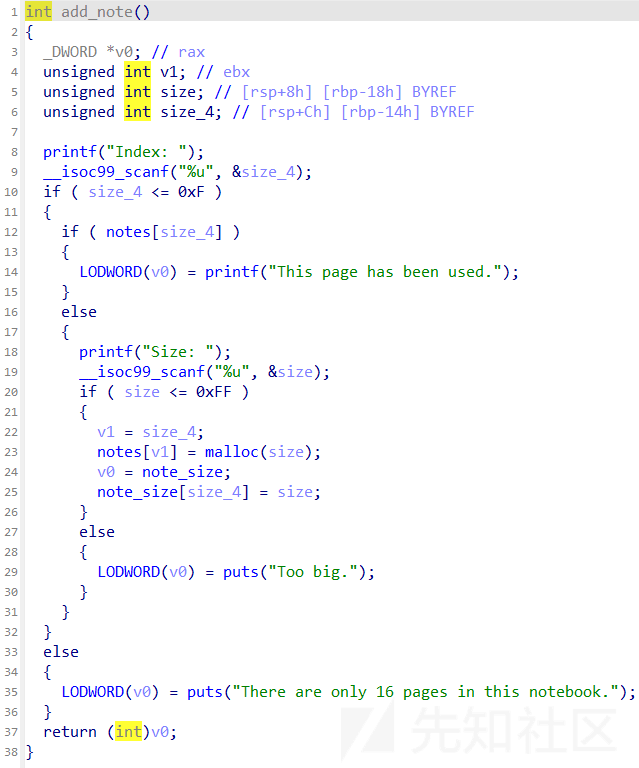 1 int add_note()
2 {
3 _DWORD *v0; // rax
4 unsigned int v1; // ebx
5 unsigned int size; // [rsp+8h] [rbp-18h] BYREF
6 unsigned int size_4; // [rsp+Ch] [rbp-14h] BYREF
7
8 printf("Index: ");
9 __isoc99_scanf("%u", &size_4);
10 if ( size_4 <= 0xF )
11 {
12 if ( notes[size_4] )
13 {
14 LODWORD(v0) = printf("This page has been used.");
15 }
16 else
17 {
18 printf("Size: ");
19 __isoc99_scanf("%u", &size);
20 if ( size <= 0xFF )
21 {
22 v1 = size_4;
23 notes[v1] = malloc(size);
24 v0 = note_size;
25 note_size[size_4] = size;
26 }
27 else
28 {
29 LODWORD(v0) = puts("Too big.");
30 }
31 }
32 }
33 else
34 {
35 LODWORD(v0) = puts("There are only 16 pages in this notebook.");
36 }
37 return (int)v0;
38 }
先知社区